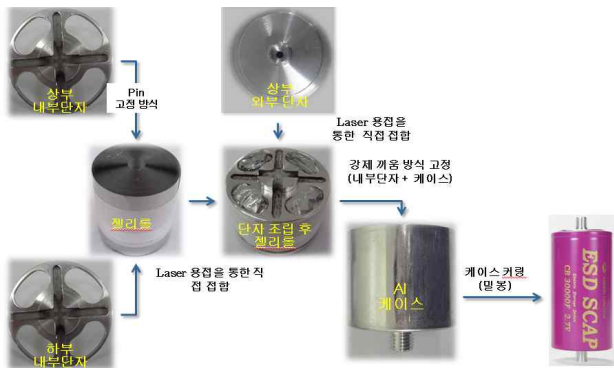 상부
내부단자
Pin
고정 방식
상부
외부 단자
Laser 용접을
통한 직접 접합
강제 끼움 방식 고정
(내부단자 + 케이스)
젤리롤
단자 조립 후
젤리롤
Laser 용접을 통한 직
접 접합
하부
내부단자
Al
케이스
케이스 커링
(밀봉)
ESD SCAP
CB 30000F 2.7V